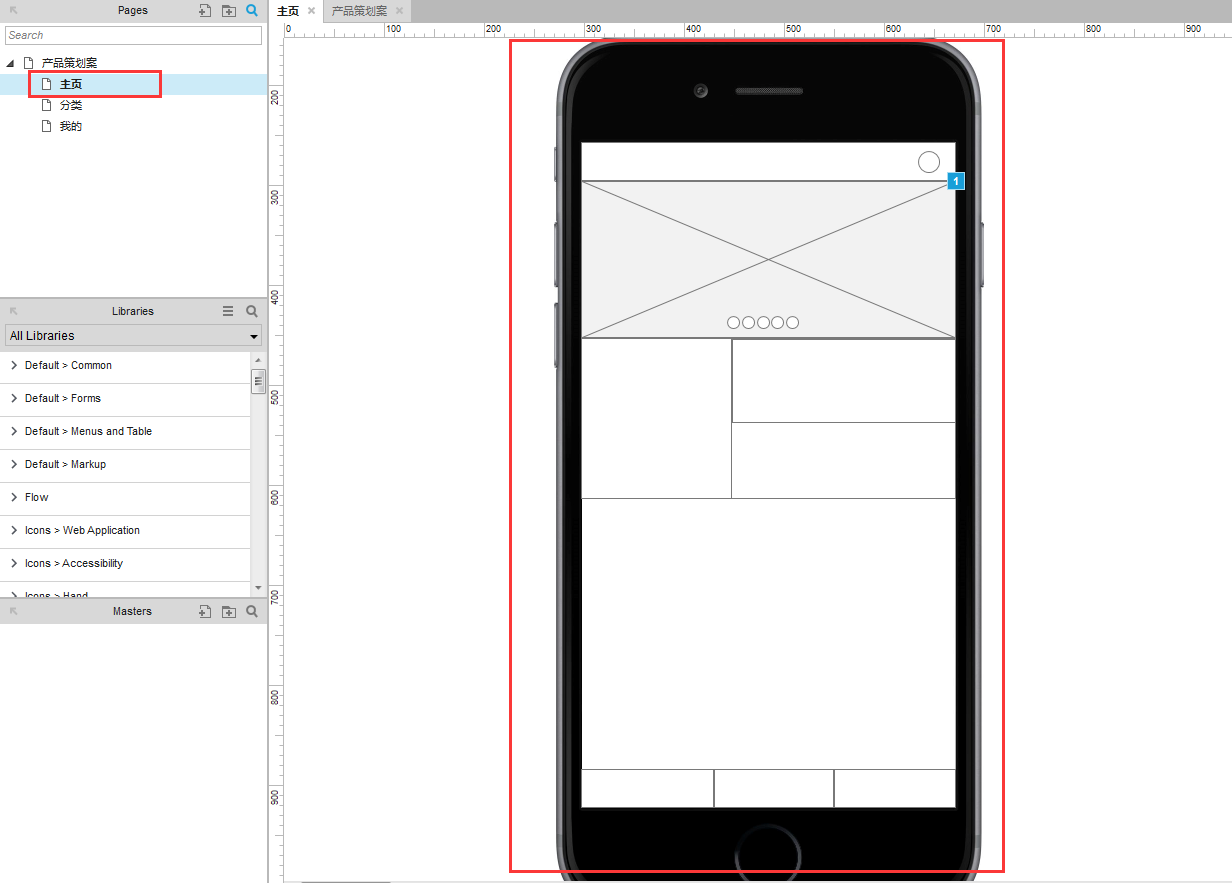 Pages
Search
产品策划案
主页
分类
我的
Libraries
All Libraries
Default > Common
Default > Forms
Default > Menus and Table
Default > Markup
Flow
Icons > Web Application
Icons > Accessibility
Icons > Hand
Masters
主页
产品策划案
0 100 200 300 400 500 600 700 800 900
200
300
400
500
600
700
800
900
1